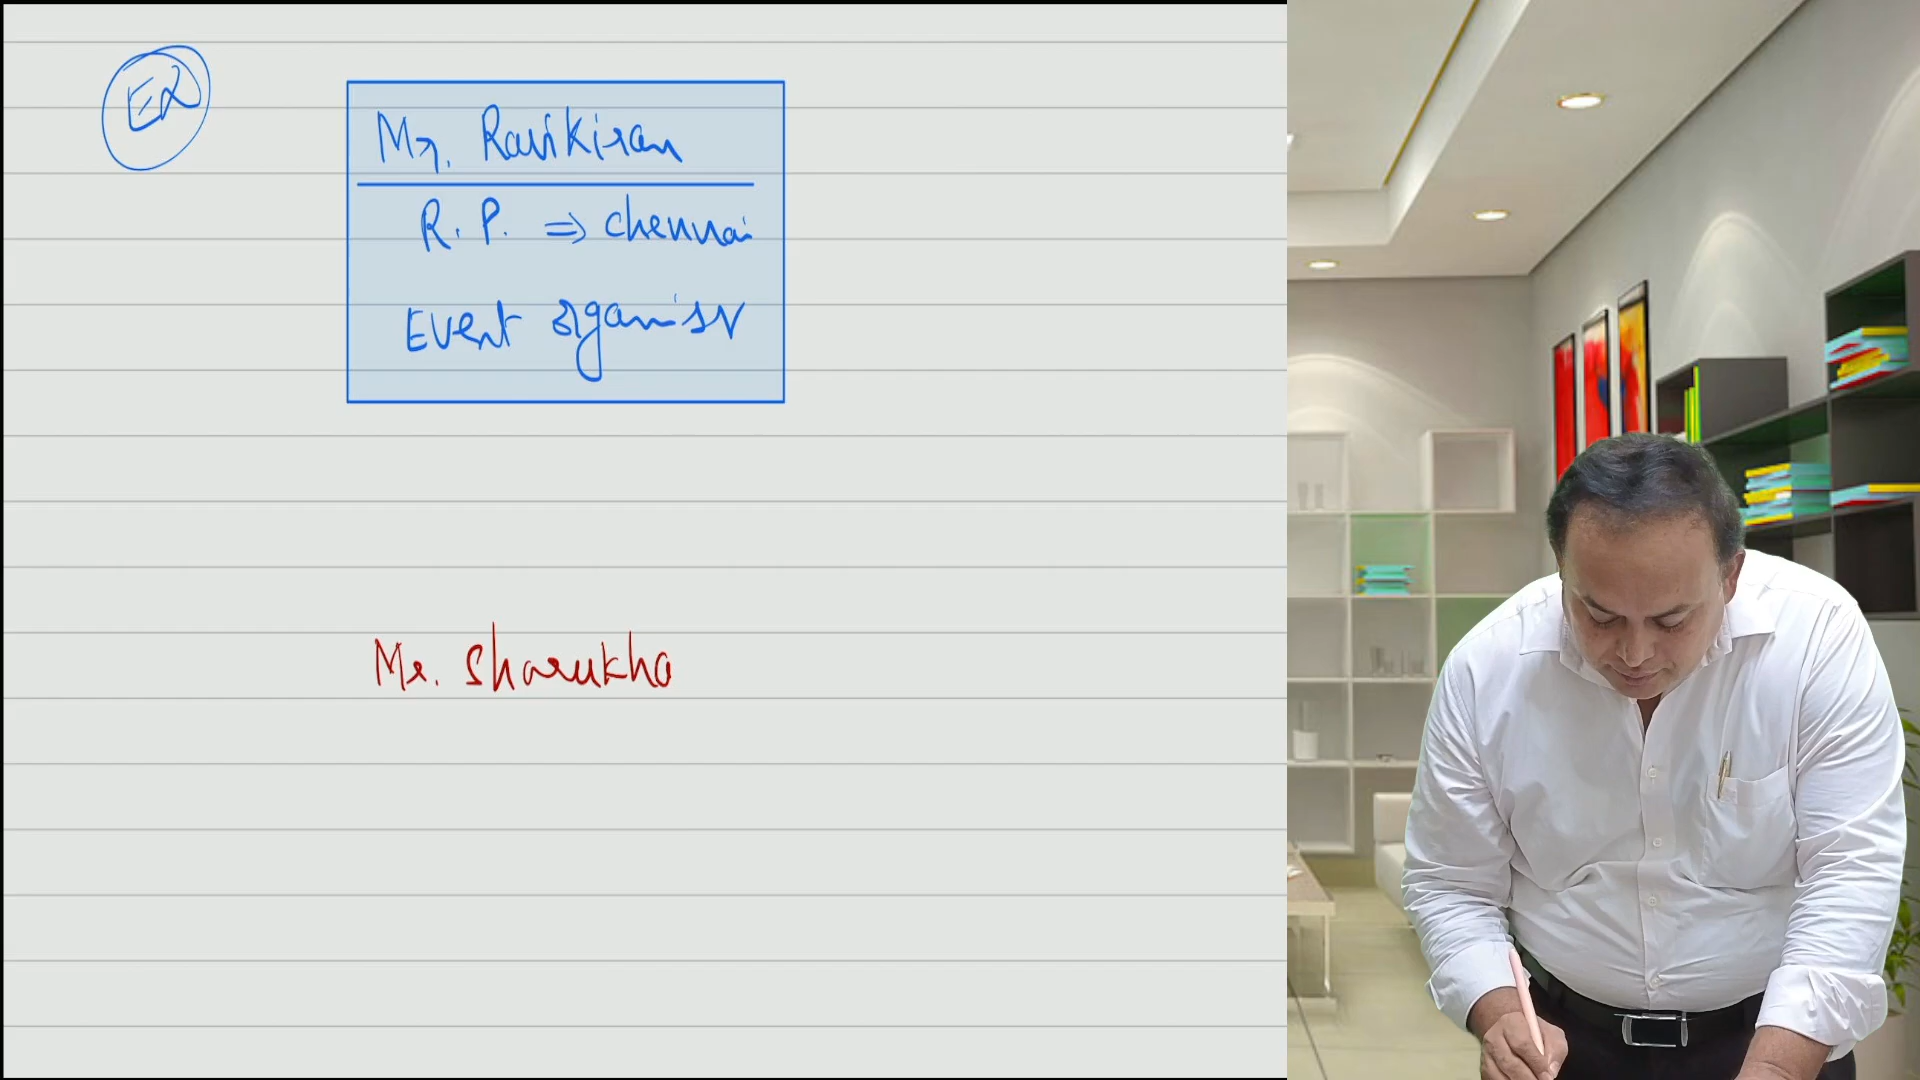 Ex
Mr. Ravikiran
R.P. ⇒ chennai
Event organiser
Mr. Sharukha